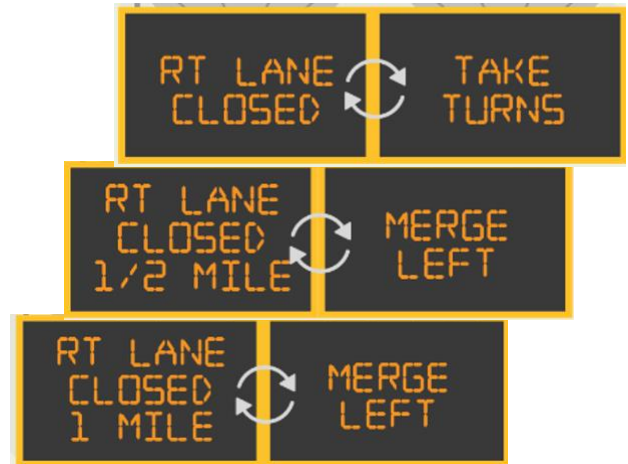 RT LANE
CLOSED
TAKE
TURNS
RT LANE
CLOSED
1/2 MILE
MERGE
LEFT
RT LANE
CLOSED
1 MILE
MERGE
LEFT